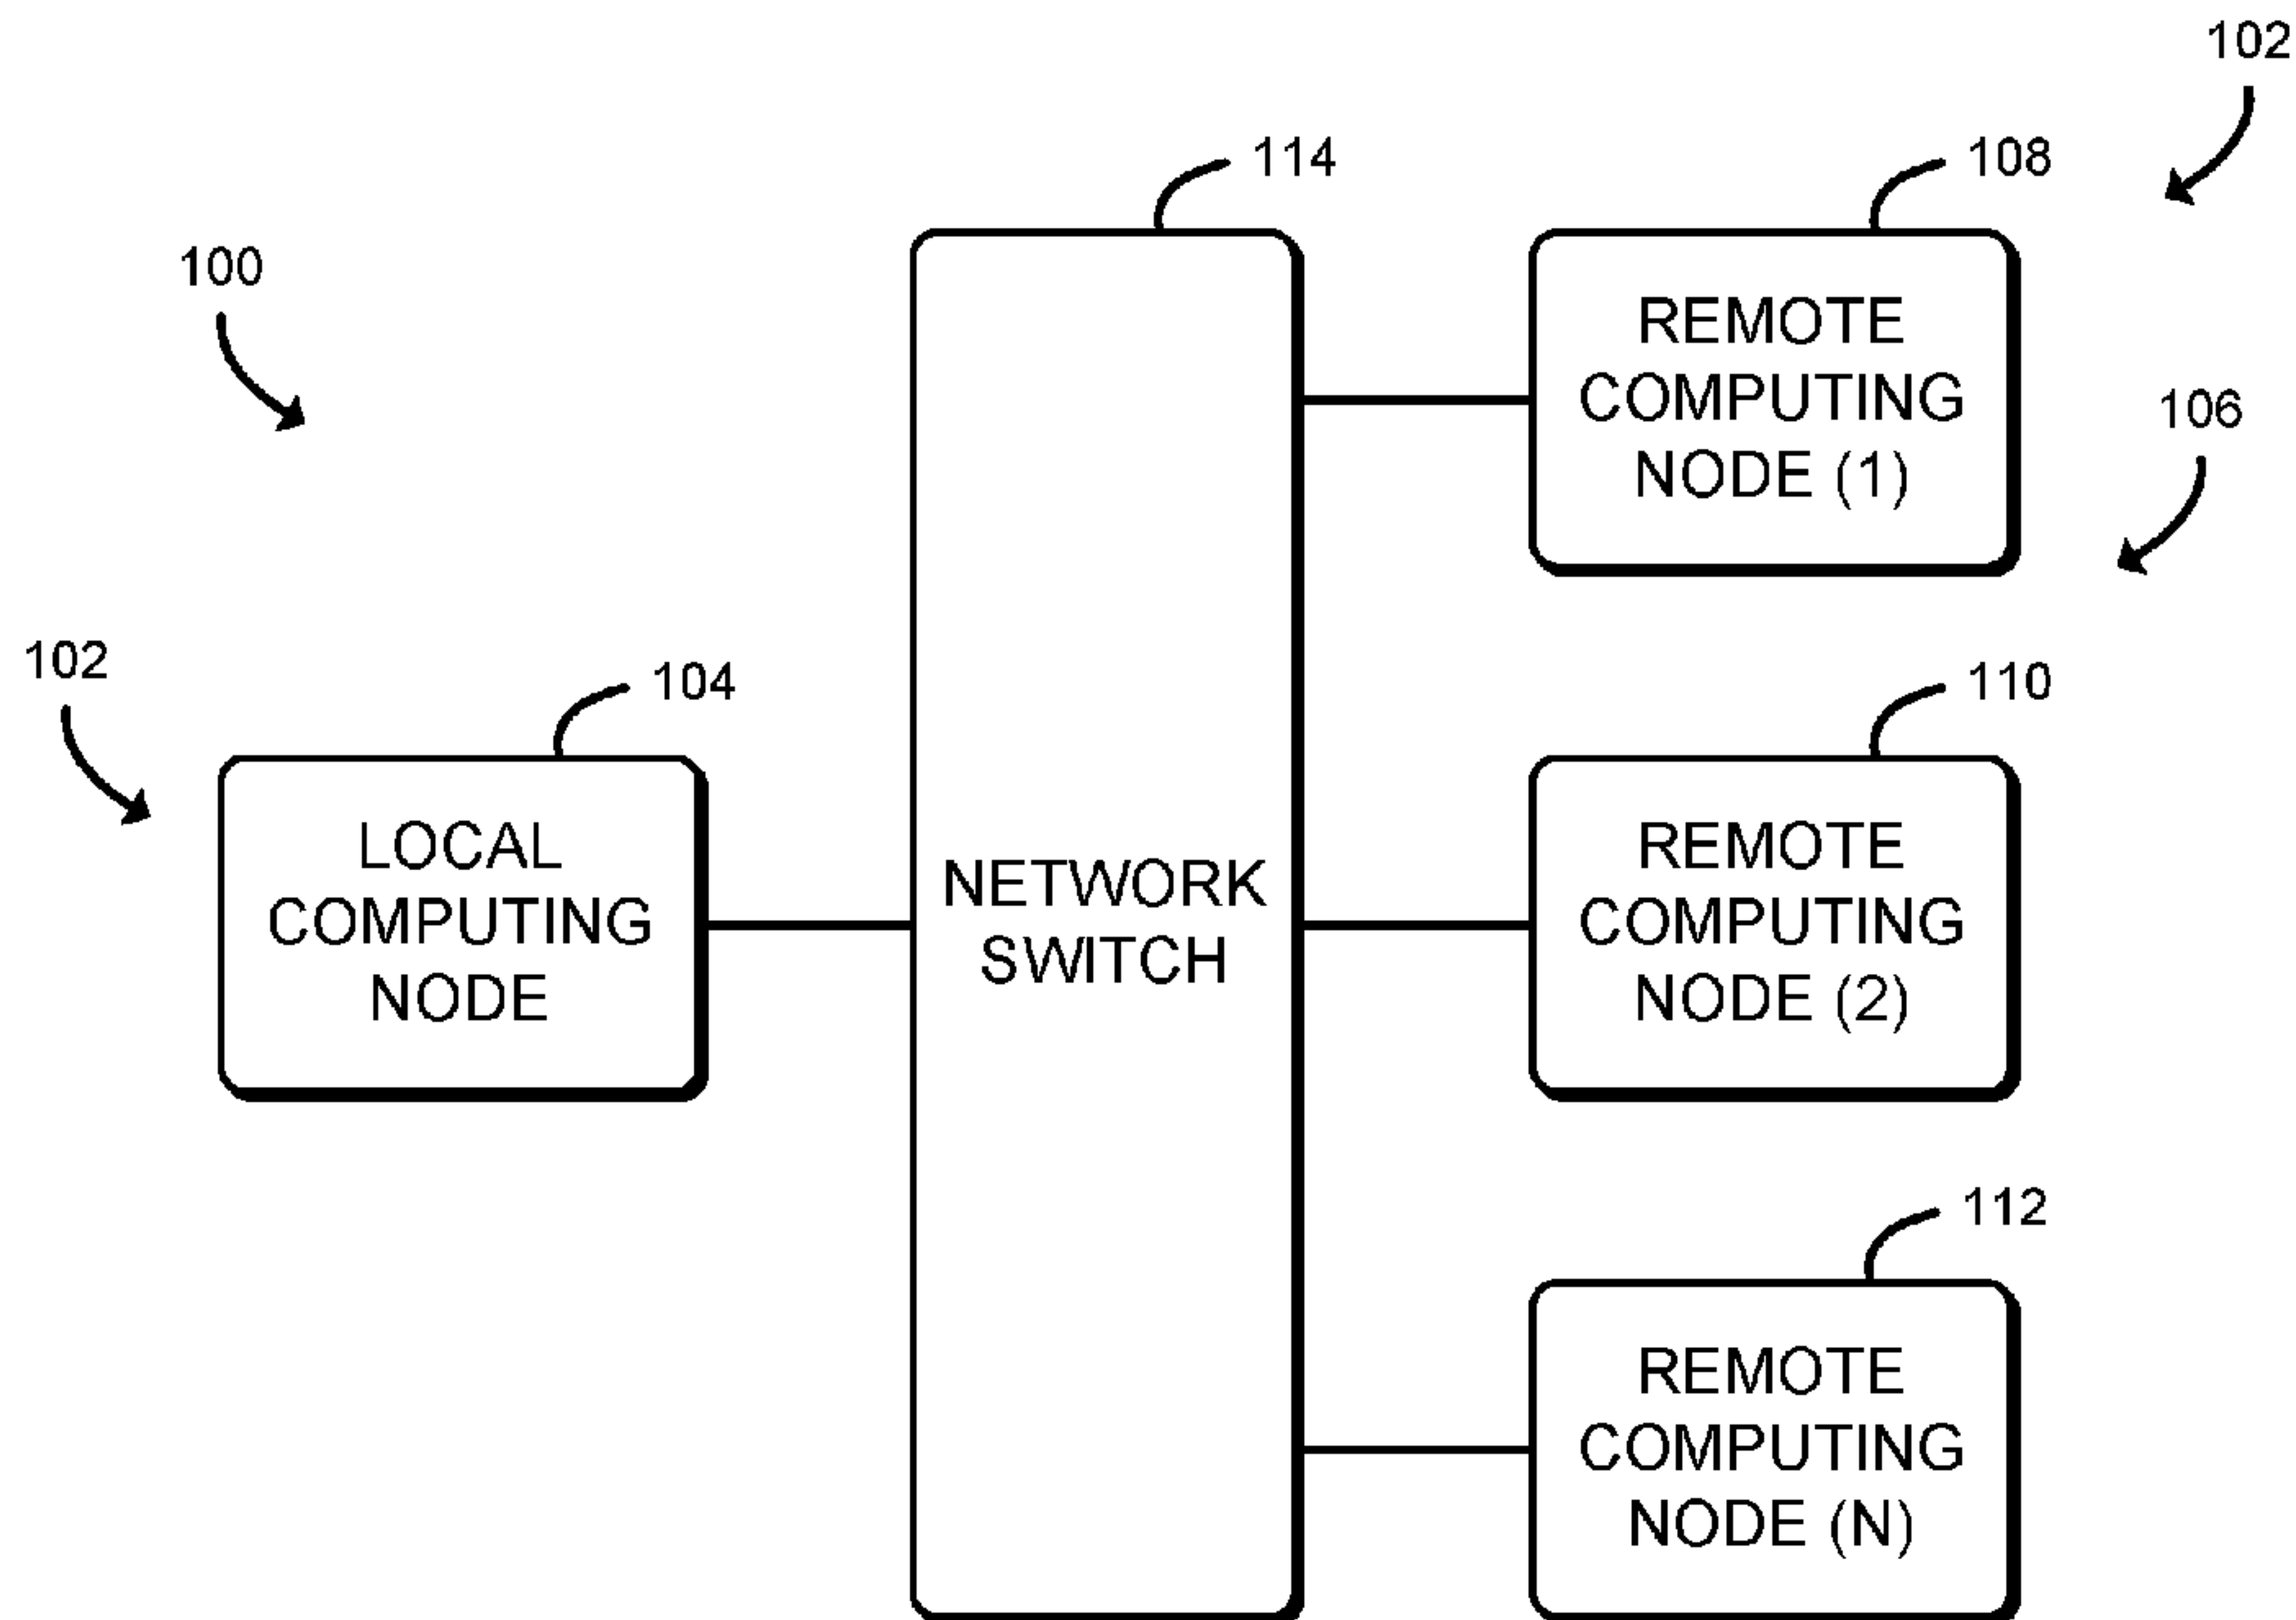 102
114
108
100
REMOTE
COMPUTING
NODE (1)
106
102
104
110
LOCAL
COMPUTING
NODE
NETWORK
SWITCH
REMOTE
COMPUTING
NODE (2)
112
REMOTE
COMPUTING
NODE (N)